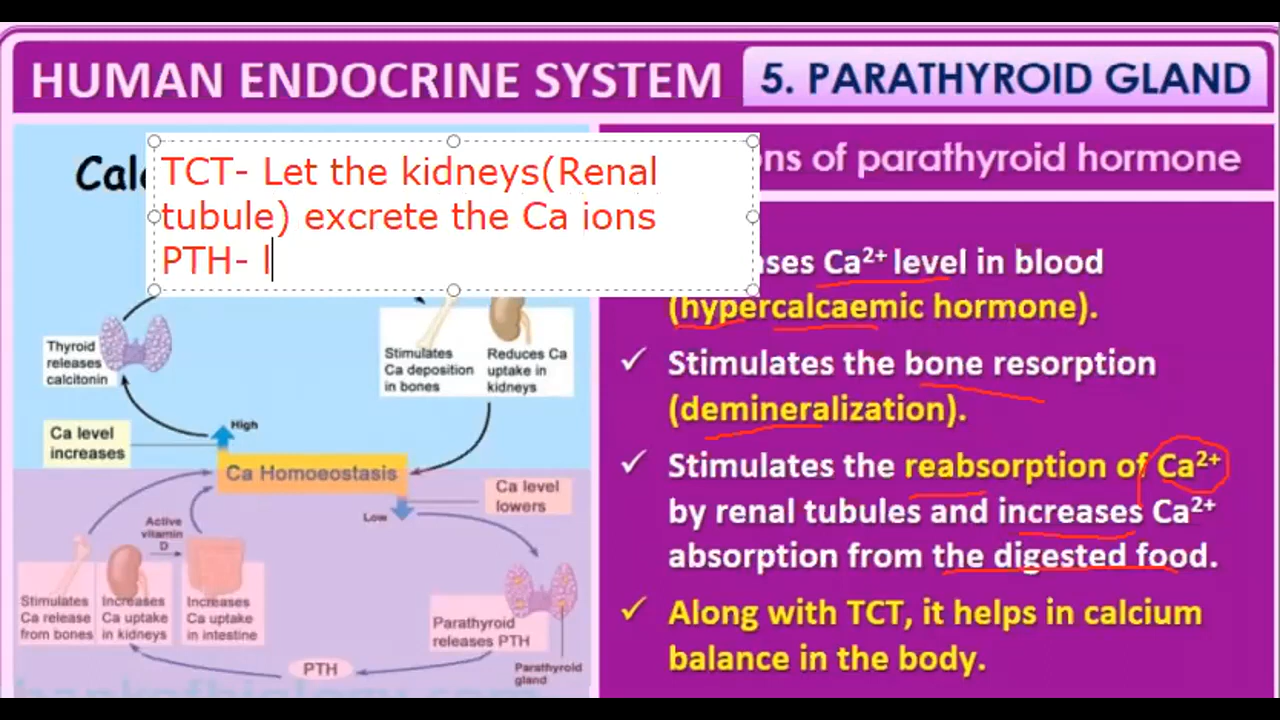 HUMAN ENDOCRINE SYSTEM
5. PARATHYROID GLAND
TCT- Let the kidneys(Renal
tubule) excrete the Ca ions
PTH- l
of parathyroid hormone
Ca²⁺ level in blood
(hypercalcaemic hormone).
✓ Stimulates the bone resorption
(demineralization).
✓ Stimulates the reabsorption of Ca²⁺
by renal tubules and increases Ca²⁺
absorption from the digested food.
✓ Along with TCT, it helps in calcium
balance in the body.
Thyroid
releases
calcitonin
Stimulates
Ca deposition
in bones
Reduces Ca
uptake in
kidneys
High
Ca level
increases
Ca Homoeostasis
Ca level
lowers
Low
Active
vitamin
D
Stimulates
Ca release
from bones
Increases
Ca uptake
in kidneys
Increases
Ca uptake
in intestine
Parathyroid
releases PTH
PTH
Parathyroid
gland